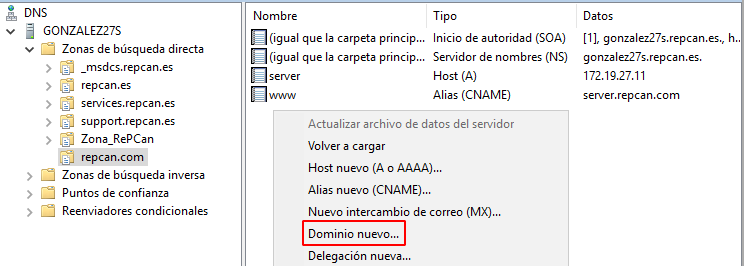 DNS
GONZALEZ27S
Zonas de búsqueda directa
_msdcs.repcan.es
repcan.es
services.repcan.es
support.repcan.es
Zona_RePCan
repcan.com
Zonas de búsqueda inversa
Puntos de confianza
Reenviadores condicionales
Nombre Tipo Datos
(igual que la carpeta princip... Inicio de autoridad (SOA) [1], gonzalez27s.repcan.es., h...
(igual que la carpeta princip... Servidor de nombres (NS) gonzalez27s.repcan.es.
server Host (A) 172.19.27.11
www Alias (CNAME) server.repcan.com
Actualizar archivo de datos del servidor
Volver a cargar
Host nuevo (A o AAAA)...
Alias nuevo (CNAME)...
Nuevo intercambio de correo (MX)...
Dominio nuevo...
Delegación nueva...